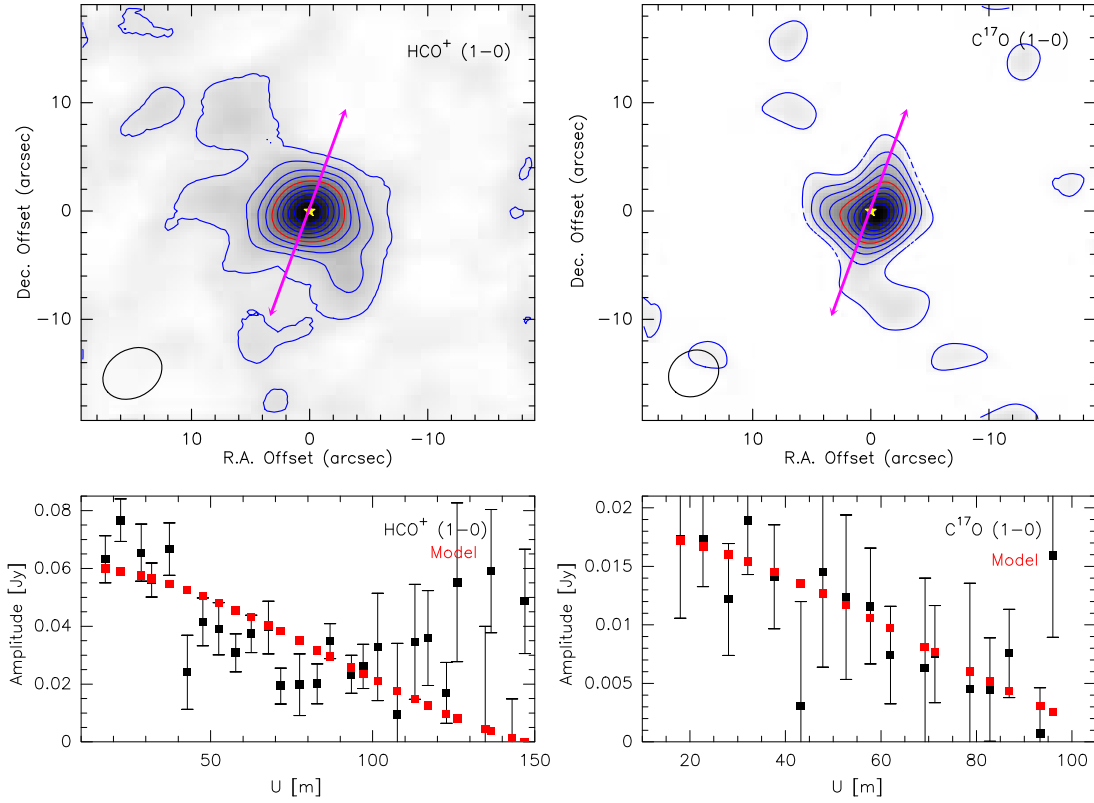 HCO⁺ (1−0)
10
0
−10
Dec. Offset (arcsec)
10
0
−10
R.A. Offset (arcsec)
C¹⁷O (1−0)
10
0
−10
Dec. Offset (arcsec)
10
0
−10
R.A. Offset (arcsec)
HCO⁺ (1−0)
Model
0.08
0.06
0.04
0.02
0
Amplitude [Jy]
50
100
150
U [m]
C¹⁷O (1−0)
Model
0.02
0.015
0.01
0.005
0
Amplitude [Jy]
20
40
60
80
100
U [m]